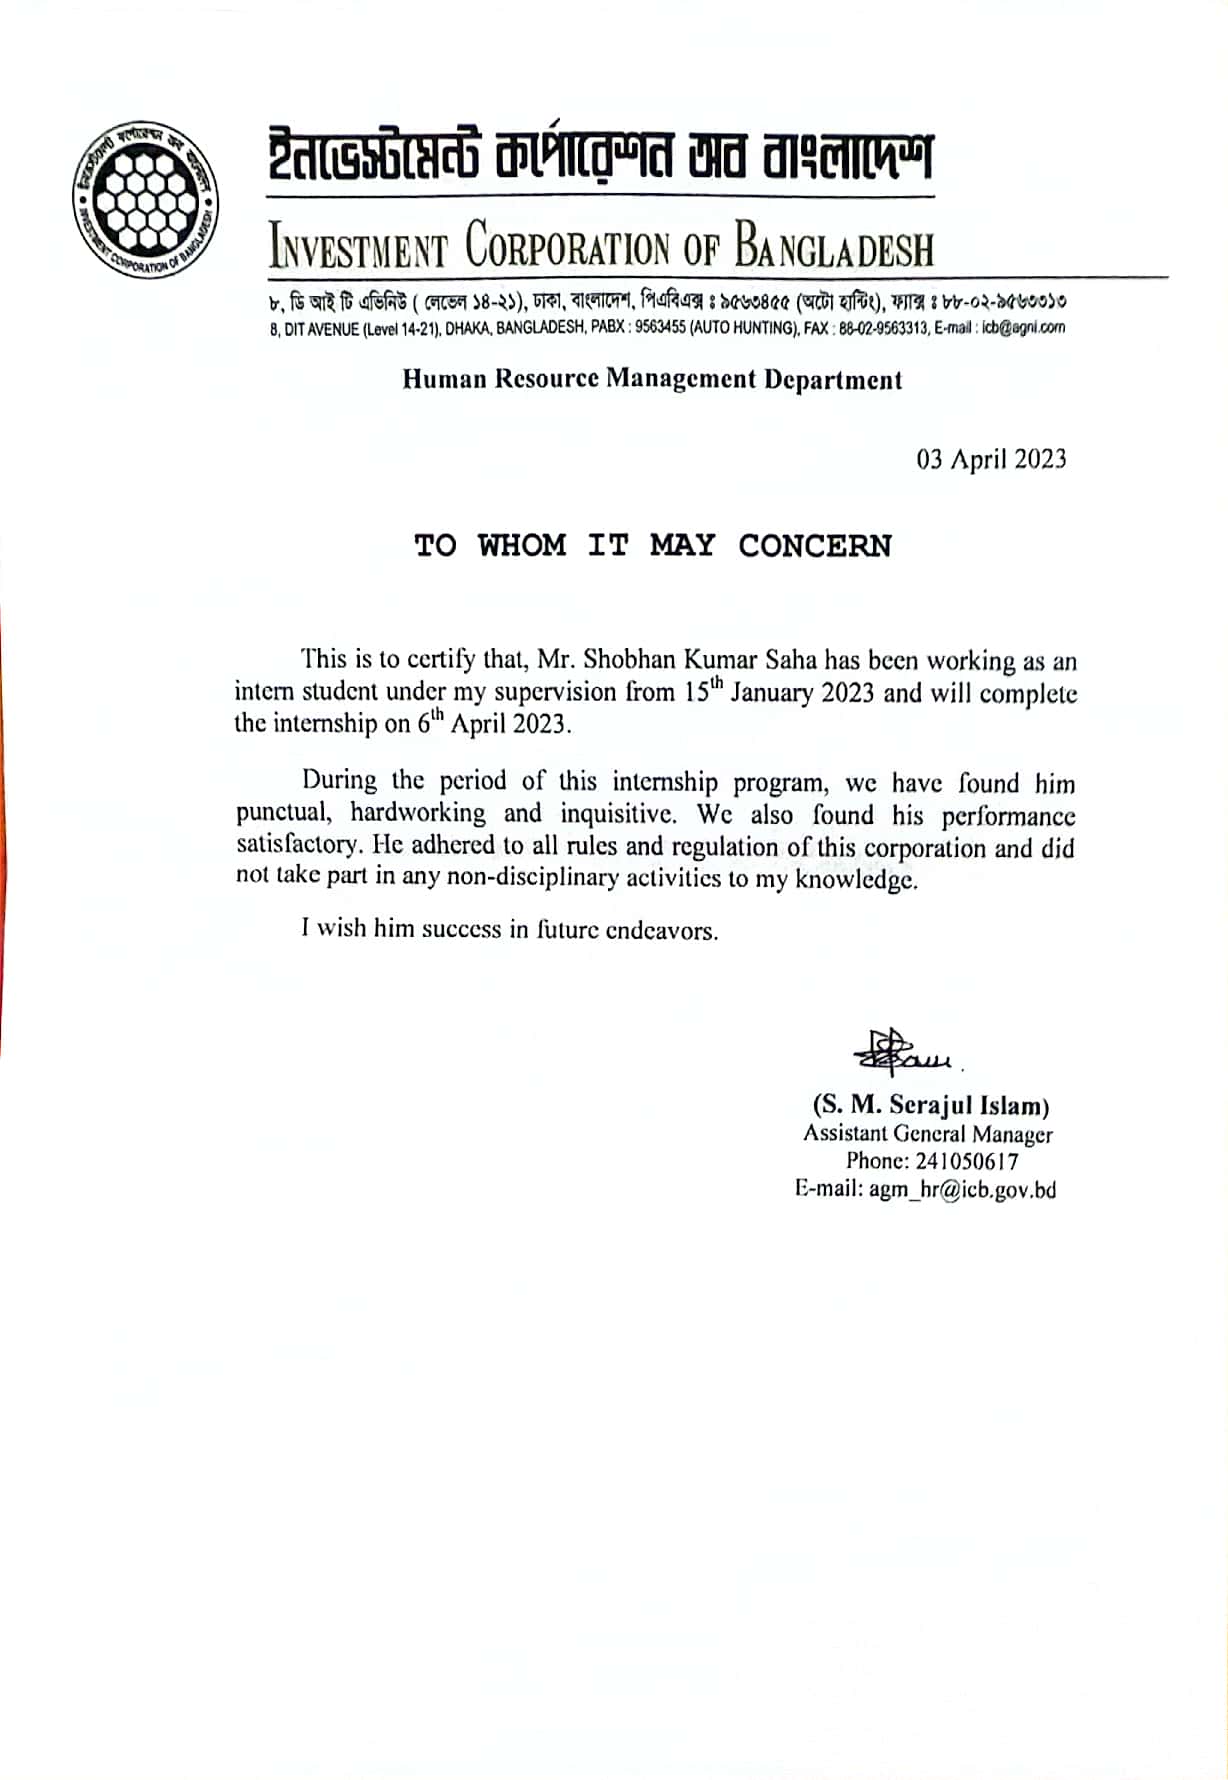 ইনভেস্টমেন্ট কর্পোরেশন অব বাংলাদেশ
INVESTMENT CORPORATION OF BANGLADESH
ইনভেস্টমেন্ট কর্পোরেশন অব বাংলাদেশ
INVESTMENT CORPORATION OF BANGLADESH
৮, ডি আই টি এভিনিউ ( লেভেল ১৪-২১), ঢাকা, বাংলাদেশ, পিএবিএক্স ঃ ৯৫৬৩৪৫৫ (অটো হান্টিং), ফ্যাক্স ঃ ৮৮-০২-৯৫৬৩৩১৩
8, DIT AVENUE (Level 14-21), DHAKA, BANGLADESH, PABX : 9563455 (AUTO HUNTING), FAX : 88-02-9563313, E-mail : icb@agni.com
Human Resource Management Department
03 April 2023
TO WHOM IT MAY CONCERN
This is to certify that, Mr. Shobhan Kumar Saha has been working as an
intern student under my supervision from 15th January 2023 and will complete
the internship on 6th April 2023.
During the period of this internship program, we have found him
punctual, hardworking and inquisitive. We also found his performance
satisfactory. He adhered to all rules and regulation of this corporation and did
not take part in any non-disciplinary activities to my knowledge.
I wish him success in future endeavors.
(S. M. Serajul Islam)
Assistant General Manager
Phone: 241050617
E-mail: agm_hr@icb.gov.bd